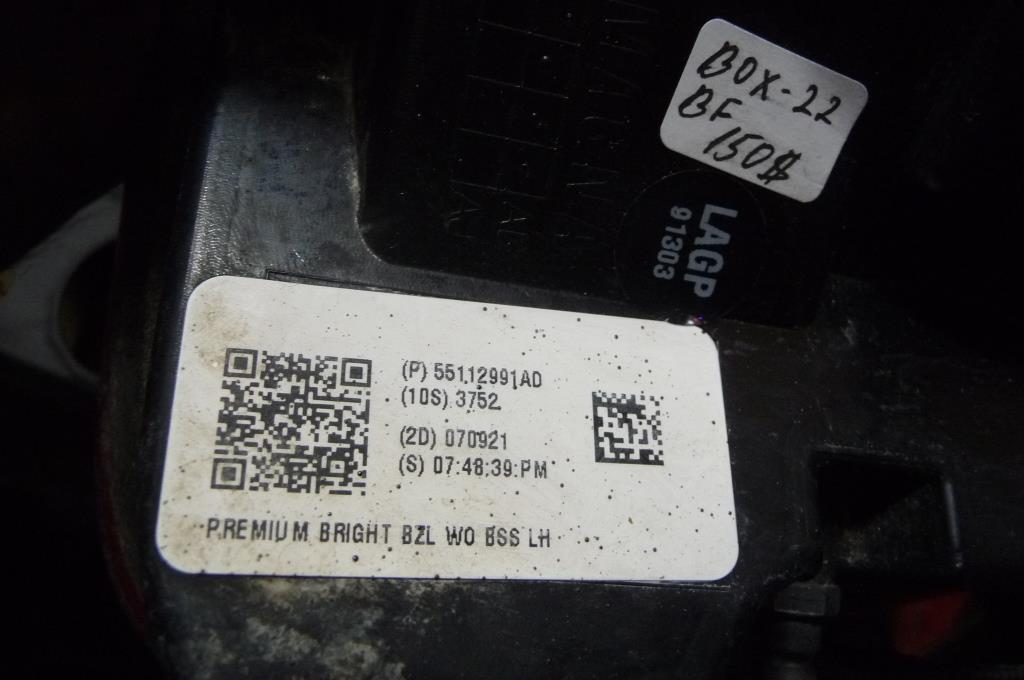 BOX-22
BF
150$
LAGP
91303
(P) 55112991AD
(10S) 3752
(2D) 070921
(S) 07:48:39 PM
PREMIUM BRIGHT BZL WO BSS LH